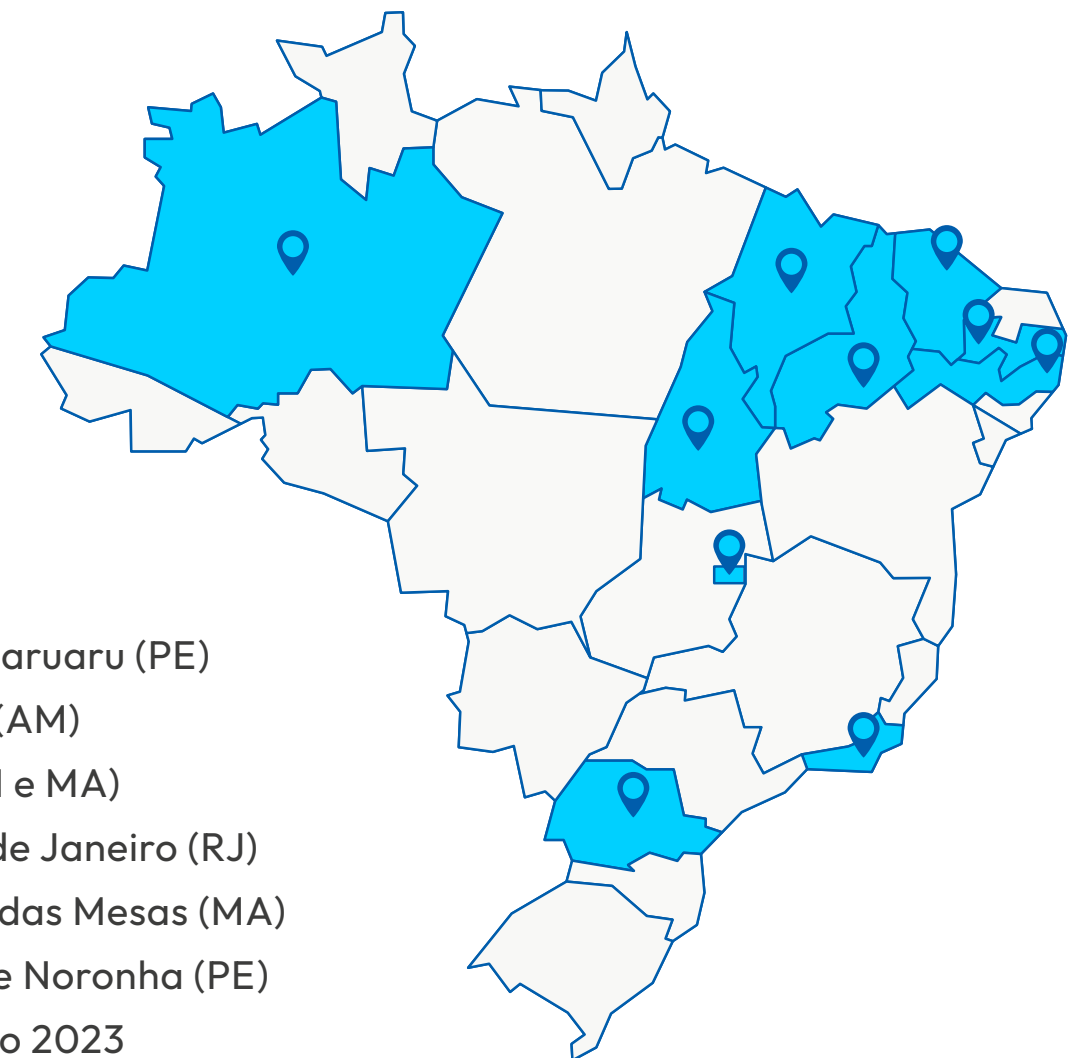 aruaru (PE)
(AM)
e MA)
de Janeiro (RJ)
das Mesas (MA)
e Noronha (PE)
o 2023